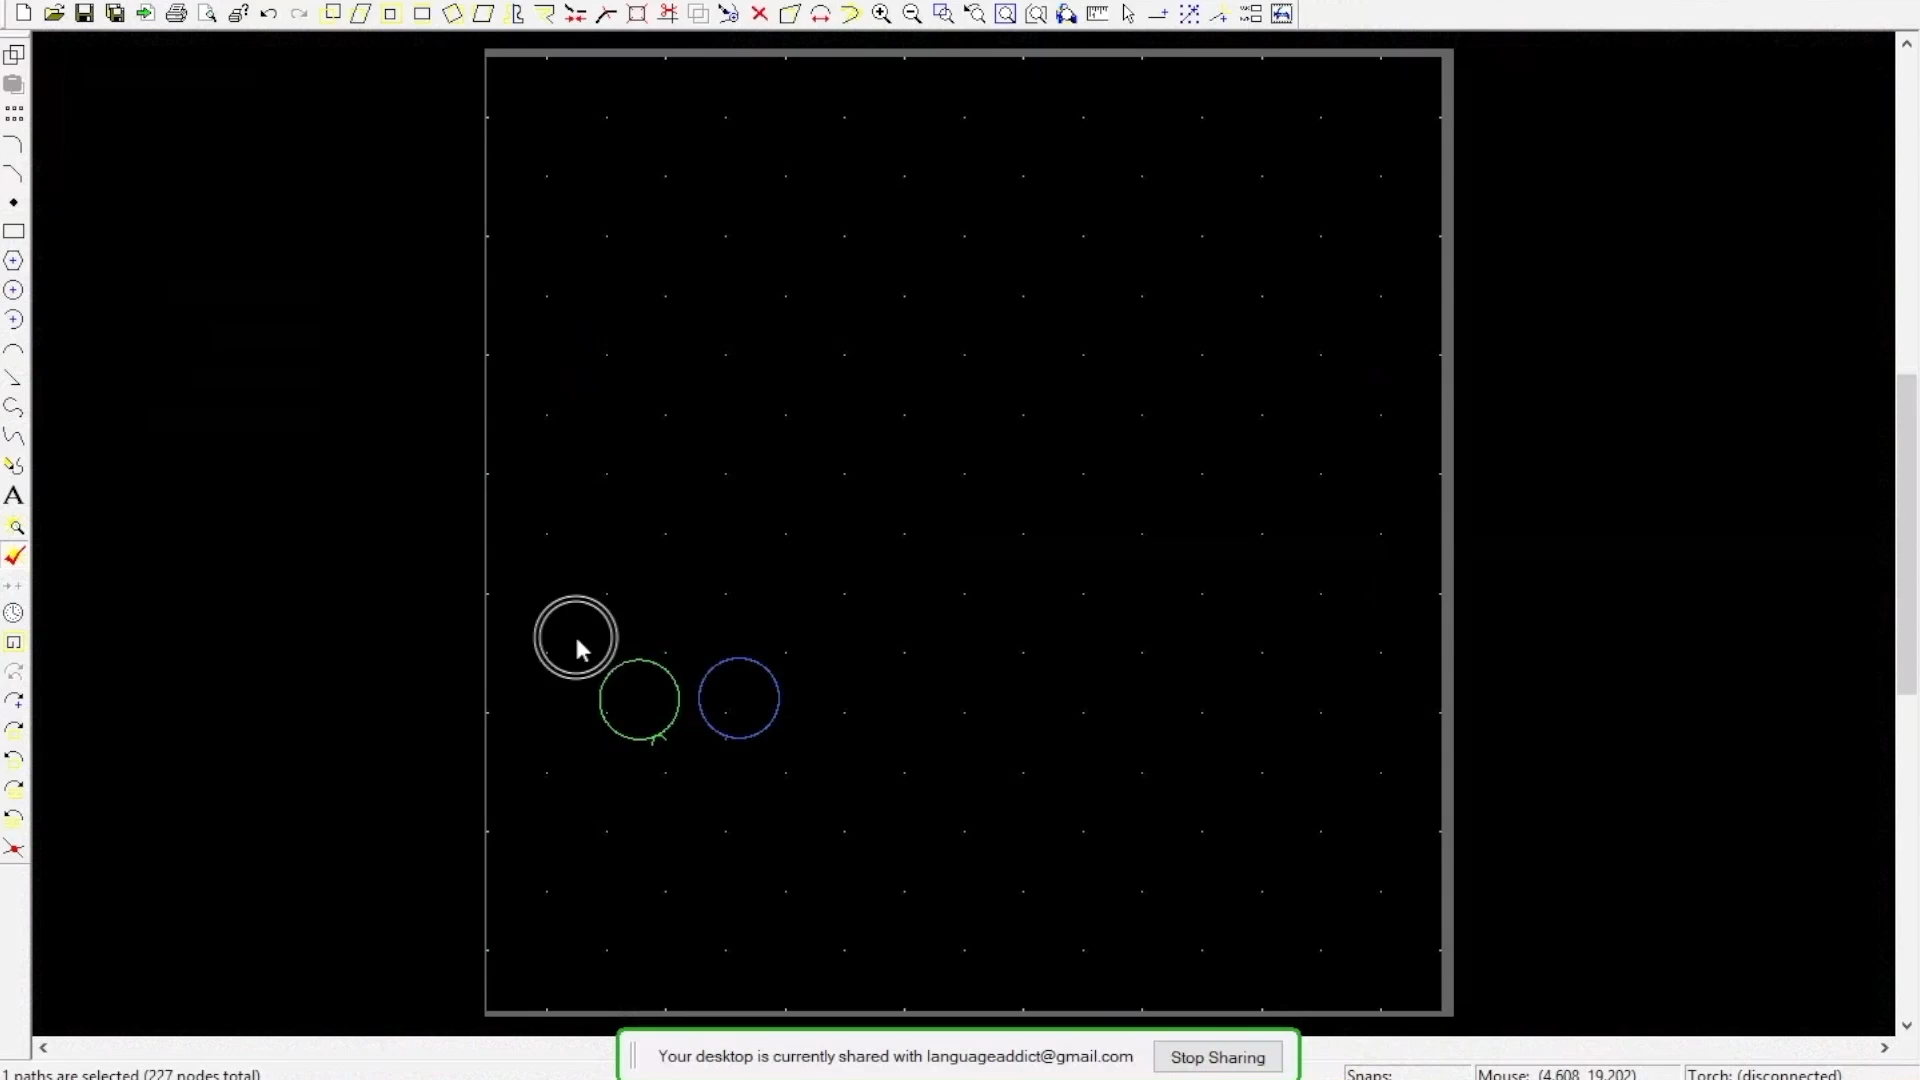 A
Your desktop is currently shared with languageaddict@gmail.com
Stop Sharing
1 paths are selected (227 nodes total)
Snaps:
Mouse: (4.608, 19.202)
Torch: (disconnected)